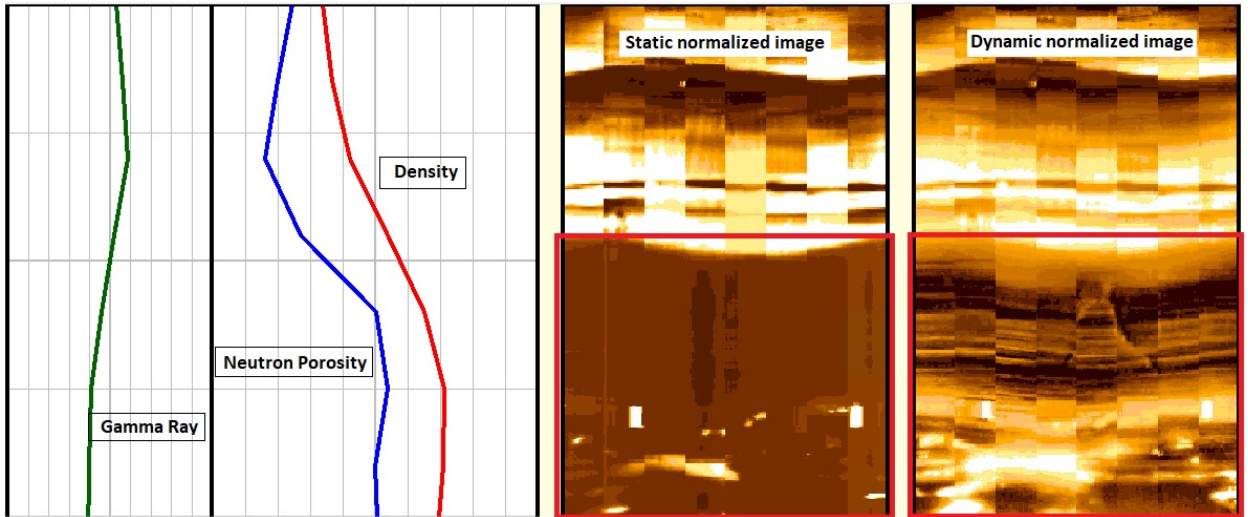 Static normalized image
Dynamic normalized image
Density
Neutron Porosity
Gamma Ray